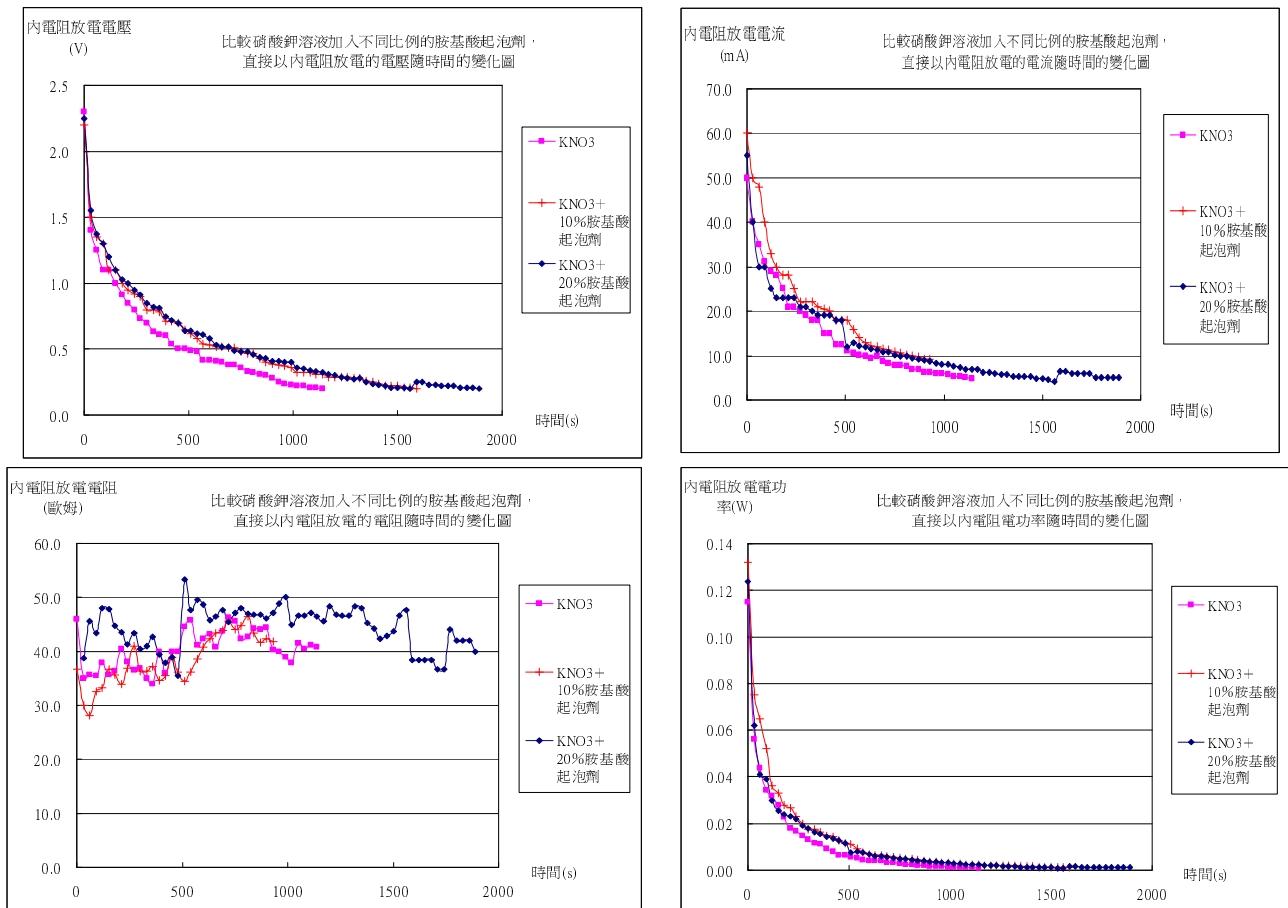 內電阻放電電壓
(V)
比較硝酸鉀溶液加入不同比例的胺基酸起泡劑，
直接以內電阻放電的電壓隨時間的變化圖
2.5
2.0
1.5
1.0
0.5
0.0
0
500
1000
1500
2000
時間(s)
KNO3
KNO3＋
10%胺基酸
起泡劑
KNO3＋
20%胺基酸
起泡劑
內電阻放電電流
(mA)
比較硝酸鉀溶液加入不同比例的胺基酸起泡劑，
直接以內電阻放電的電流隨時間的變化圖
70.0
60.0
50.0
40.0
30.0
20.0
10.0
0.0
0
500
1000
1500
2000
時間(s)
KNO3
KNO3＋
10%胺基酸
起泡劑
KNO3＋
20%胺基酸
起泡劑
內電阻放電電阻
(歐姆)
比較硝酸鉀溶液加入不同比例的胺基酸起泡劑，
直接以內電阻放電的電阻隨時間的變化圖
60.0
50.0
40.0
30.0
20.0
10.0
0.0
0
500
1000
1500
2000
時間(s)
KNO3
KNO3＋
10%胺基酸
起泡劑
KNO3＋
20%胺基酸
起泡劑
內電阻放電電功
率(W)
比較硝酸鉀溶液加入不同比例的胺基酸起泡劑，
直接以內電阻電功率隨時間的變化圖
0.14
0.12
0.10
0.08
0.06
0.04
0.02
0.00
0
500
1000
1500
2000
時間(s)
KNO3
KNO3＋
10%胺基酸
起泡劑
KNO3＋
20%胺基酸
起泡劑